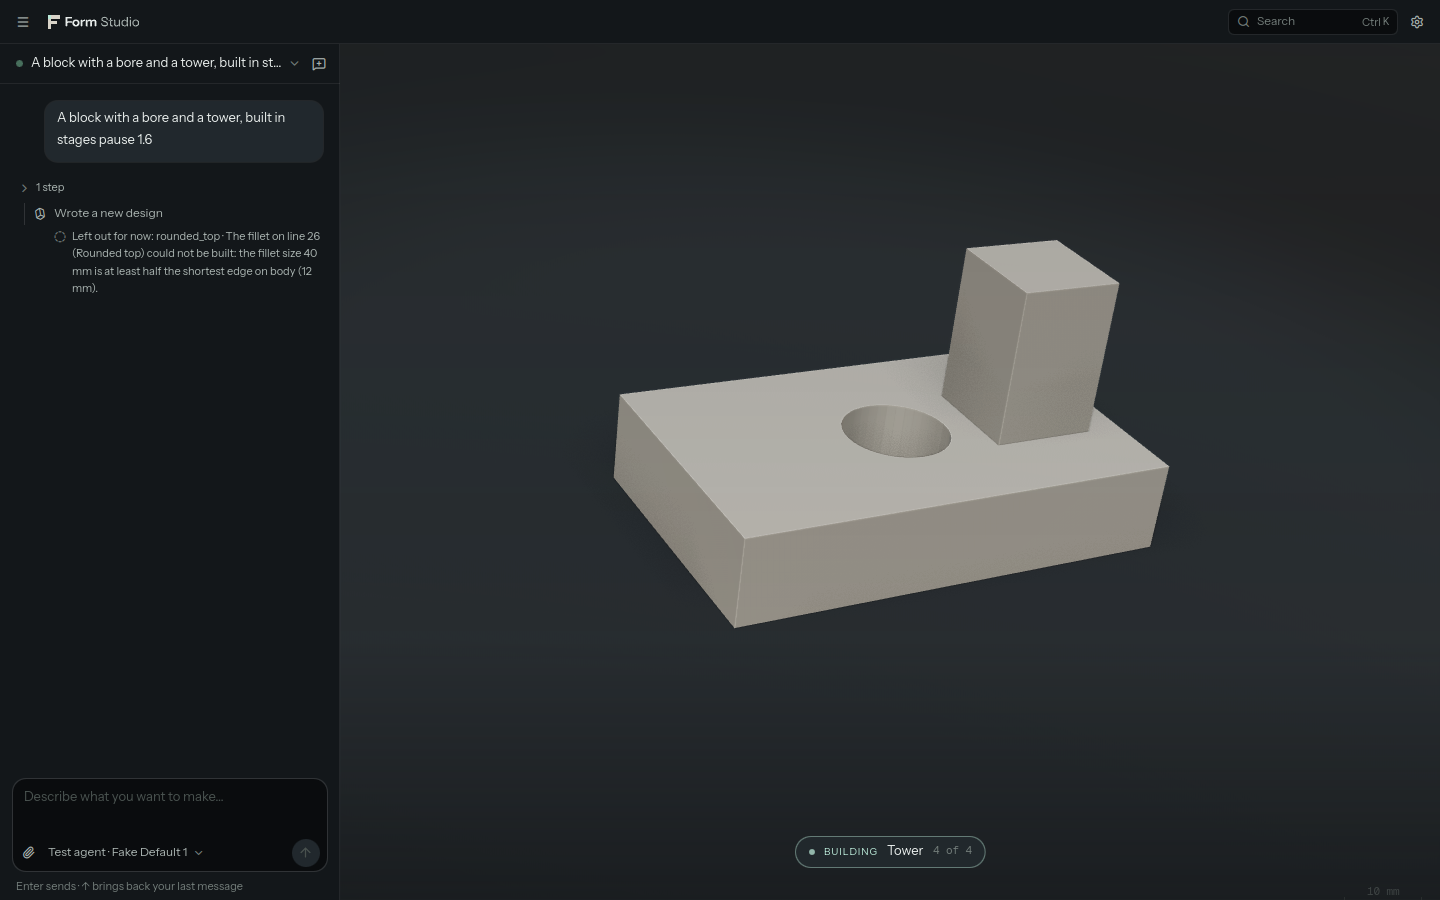 Form Studio
Search
Ctrl K
A block with a bore and a tower, built in st...
A block with a bore and a tower, built in
stages pause 1.6
1 step
Wrote a new design
Left out for now: rounded_top · The fillet on line 26
(Rounded top) could not be built: the fillet size 40
mm is at least half the shortest edge on body (12
mm).
Describe what you want to make...
Test agent · Fake Default 1
Enter sends · ↑ brings back your last message
BUILDING Tower 4 of 4
10 mm